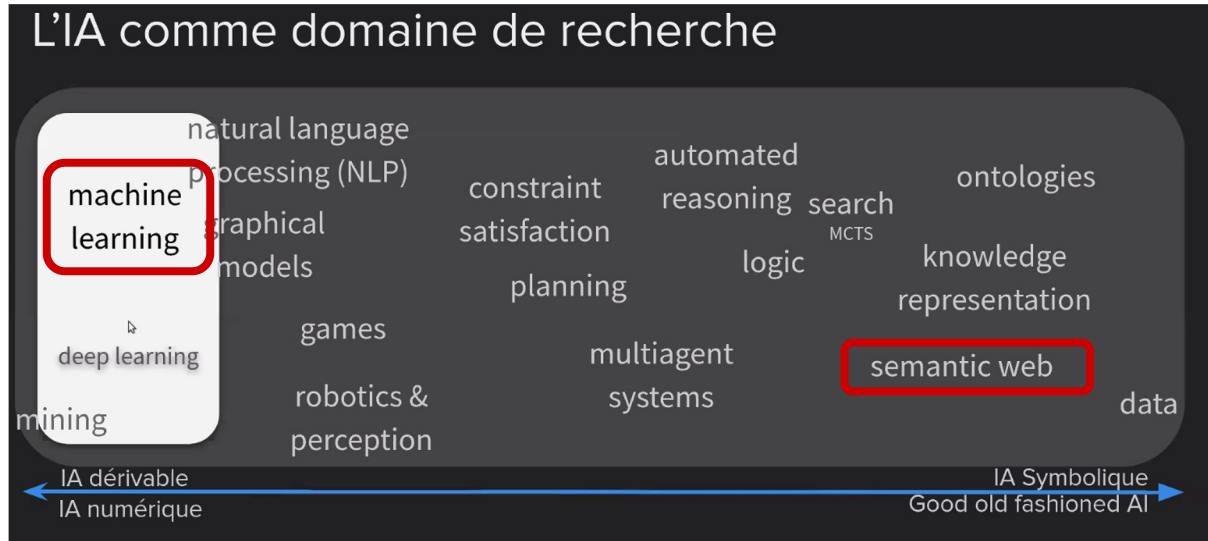 L'IA comme domaine de recherche
natural language
processing (NLP)
machine
learning
graphical
models
constraint
satisfaction
automated
reasoning
search
MCTS
ontologies
planning
logic
knowledge
representation
games
deep learning
multiagent
systems
semantic web
mining
robotics &
perception
data
IA dérivable
IA numérique
IA Symbolique
Good old fashioned AI